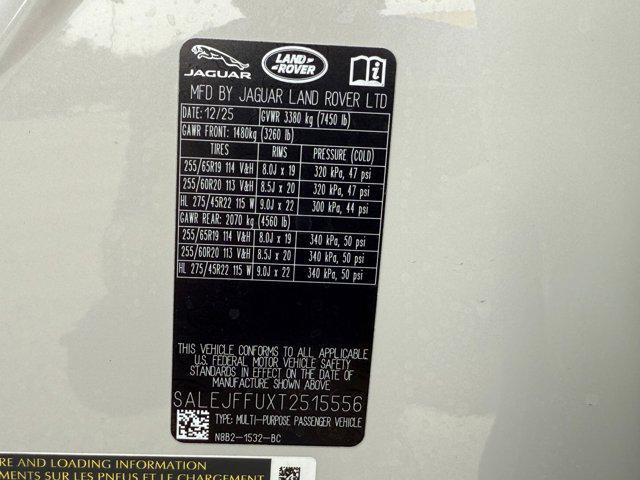 JAGUAR
LAND ROVER
MFD BY JAGUAR LAND ROVER LTD
DATE: 12/25 GVWR 3380 kg (7450 lb)
GAWR FRONT: 1480kg (3260 lb)
TIRES RIMS PRESSURE (COLD)
255/65R19 114 V&H 8.0J x 19 320 kPa, 47 psi
255/60R20 113 V&H 8.5J x 20 320 kPa, 47 psi
HL 275/45R22 115 W 9.0J x 22 300 kPa, 44 psi
GAWR REAR: 2070 kg (4560 lb)
255/65R19 114 V&H 8.0J x 19 340 kPa, 50 psi
255/60R20 113 V&H 8.5J x 20 340 kPa, 50 psi
HL 275/45R22 115 W 9.0J x 22 340 kPa, 50 psi
THIS VEHICLE CONFORMS TO ALL APPLICABLE
U.S. FEDERAL MOTOR VEHICLE SAFETY
STANDARDS IN EFFECT ON THE DATE OF
MANUFACTURE SHOWN ABOVE.
SALEJFFUXT2515556
TYPE: MULTI-PURPOSE PASSENGER VEHICLE
N8B2-1532-BC
RE AND LOADING INFORMATION
EMENTS SUR LES PNEUS ET LE CHARGEMENT